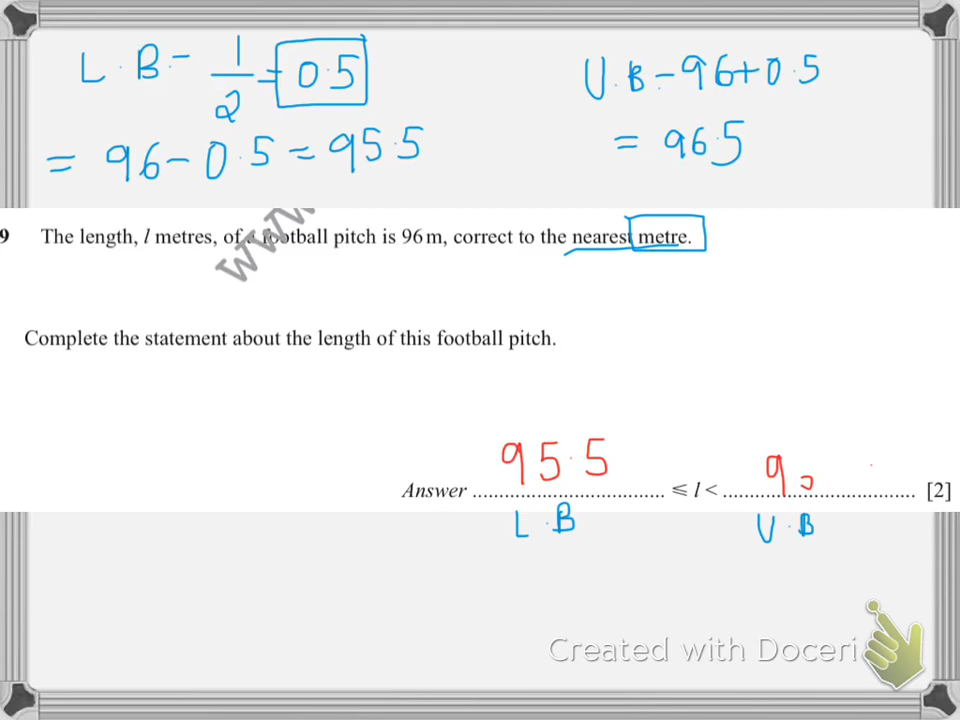 L.B = 1/2 = 0.5
= 96 - 0.5 = 95.5
U.B = 96 + 0.5
= 96.5
www
9 The length, l metres, of a football pitch is 96 m, correct to the nearest metre.
Complete the statement about the length of this football pitch.
95.5
Answer .................................... ⩽ l < .................................... [2]
L.B U.B
Created with Doceri